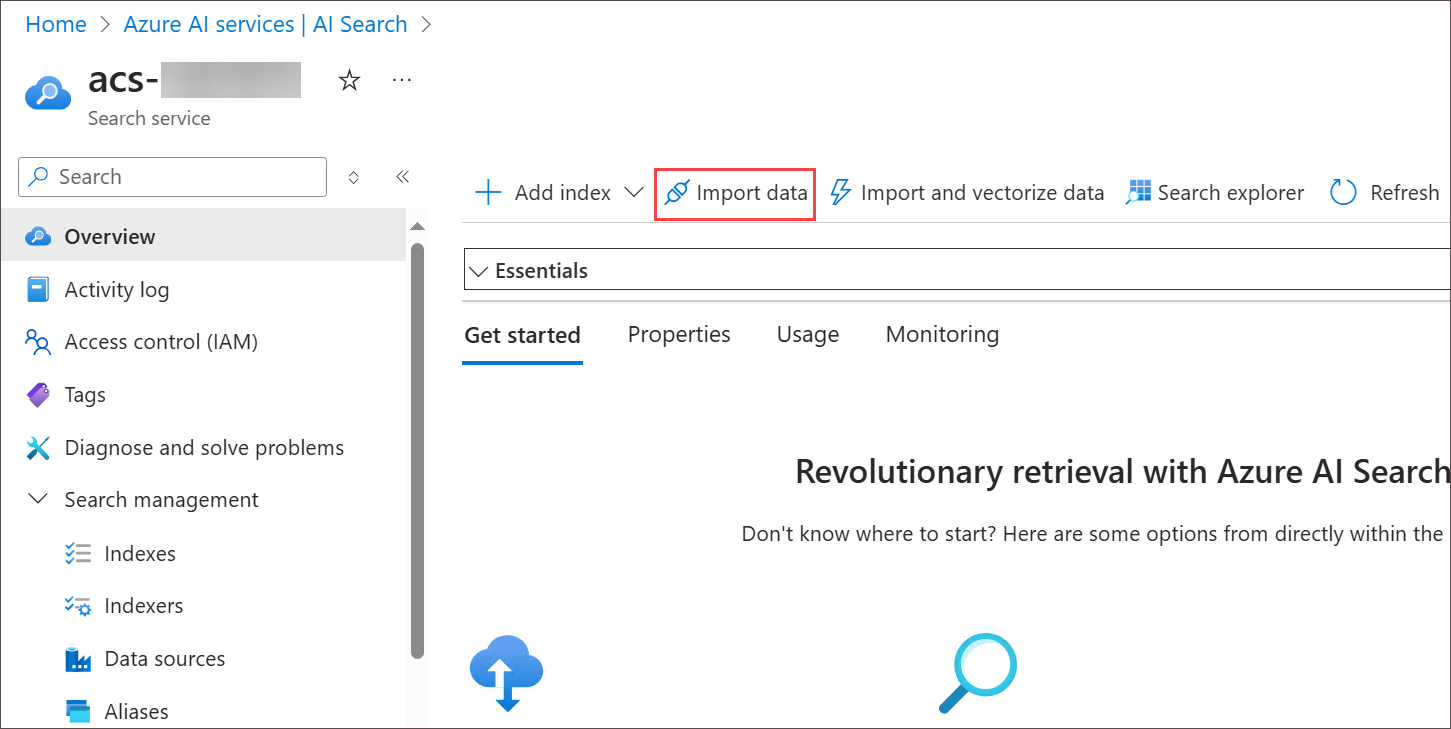 Home > Azure AI services | AI Search >
acs-
Search service
Search
Add index
Import data
Import and vectorize data
Search explorer
Refresh
Overview
Activity log
Access control (IAM)
Tags
Diagnose and solve problems
Search management
Indexes
Indexers
Data sources
Aliases
Essentials
Get started
Properties
Usage
Monitoring
Revolutionary retrieval with Azure AI Search
Don't know where to start? Here are some options from directly within the